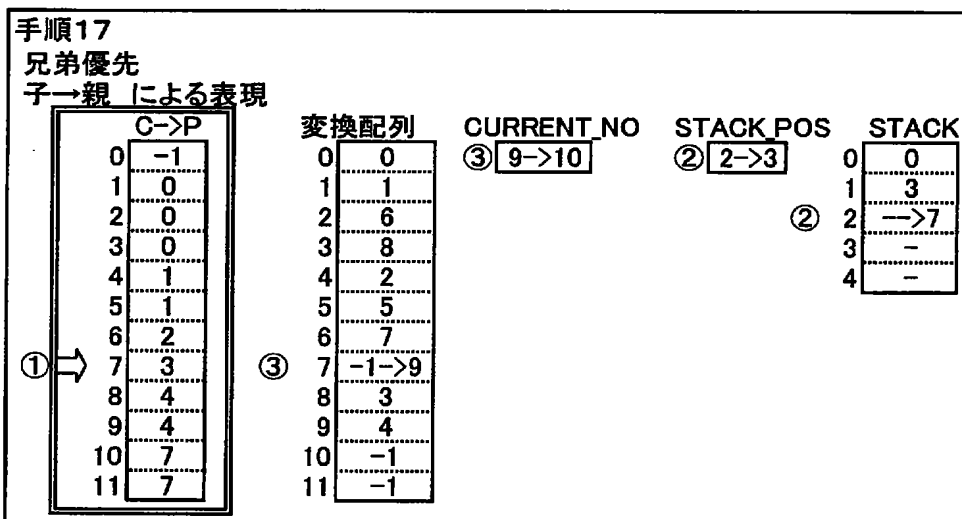 手順17
兄弟優先
子→親 による表現
C->P 変換配列 CURRENT_NO STACK_POS STACK
0 -1 0 0 ③ 9->10 ② 2->3 0 0
1 0 1 1 1 3
2 0 2 6 ② 2 -->7
3 0 3 8 3 -
4 1 4 2 4 -
5 1 5 5
6 2 6 7
① ⇒ 7 3 ③ 7 -1->9
8 4 8 3
9 4 9 4
10 7 10 -1
11 7 11 -1